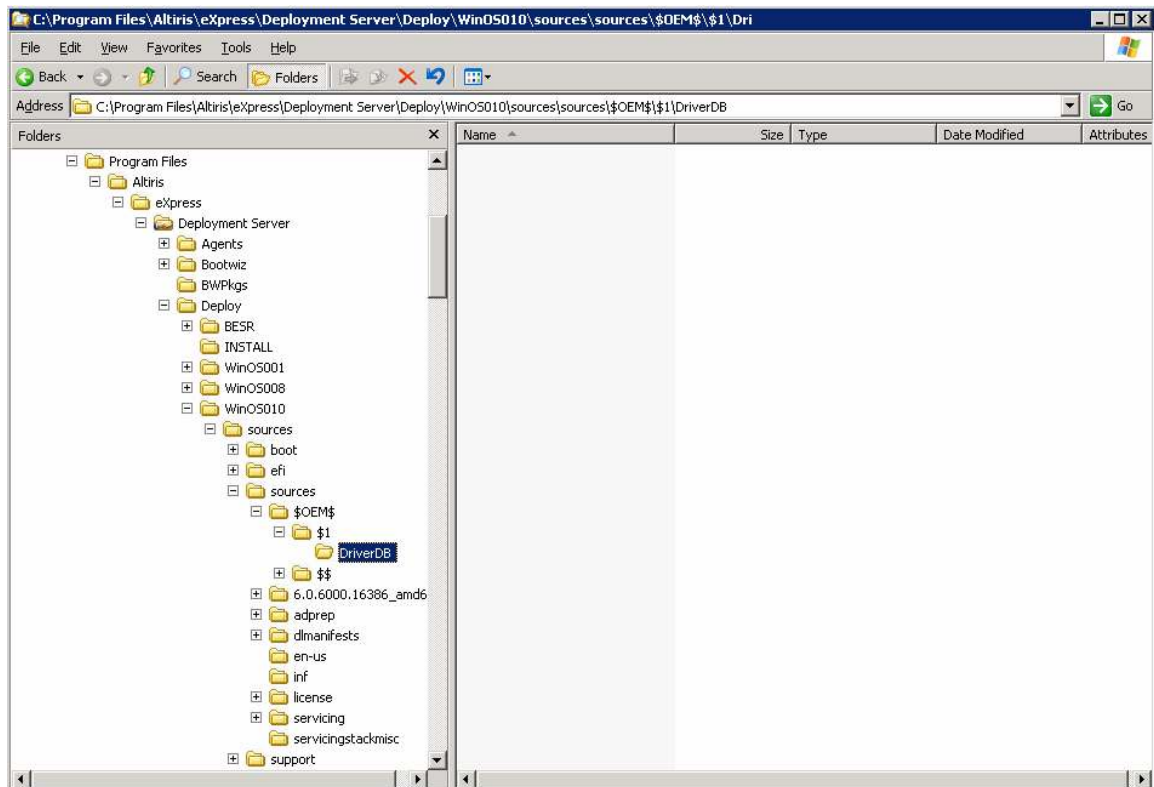 C:\Program Files\Altiris\eXpress\Deployment Server\Deploy\WinOS010\sources\sources\$OEM$\$1\Dri
File Edit View Favorites Tools Help
Back Search Folders
Address C:\Program Files\Altiris\eXpress\Deployment Server\Deploy\WinOS010\sources\sources\$OEM$\$1\DriverDB Go
Folders Name Size Type Date Modified Attributes
Program Files
Altiris
eXpress
Deployment Server
Agents
Bootwiz
BWPkgs
Deploy
BESR
INSTALL
WinOS001
WinOS008
WinOS010
sources
boot
efi
sources
$OEM$
$1
DriverDB
$$
6.0.6000.16386_amd6
adprep
dlmanifests
en-us
inf
license
servicing
servicingstackmisc
support